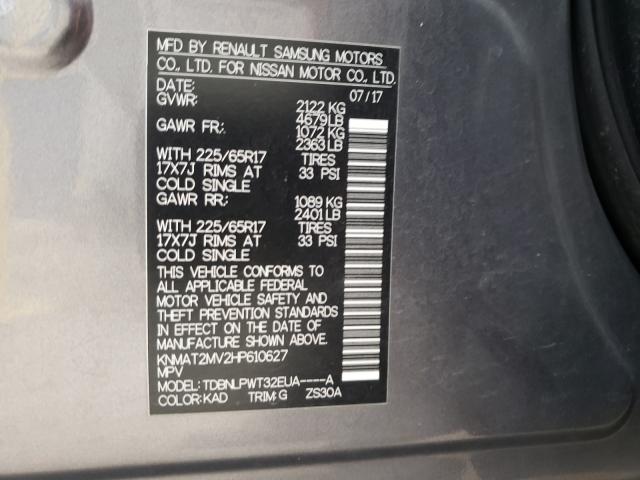 MFD BY RENAULT SAMSUNG MOTORS
CO., LTD. FOR NISSAN MOTOR CO., LTD.
DATE: 07/17
GVWR: 2122 KG
4679 LB
GAWR FR: 1072 KG
2363 LB
WITH 225/65R17 TIRES
17X7J RIMS AT 33 PSI
COLD SINGLE
GAWR RR: 1089 KG
2401 LB
WITH 225/65R17 TIRES
17X7J RIMS AT 33 PSI
COLD SINGLE
THIS VEHICLE CONFORMS TO
ALL APPLICABLE FEDERAL
MOTOR VEHICLE SAFETY AND
THEFT PREVENTION STANDARDS
IN EFFECT ON THE DATE OF
MANUFACTURE SHOWN ABOVE.
KNMAT2MV2HP610627
MPV
MODEL: TDBNLPWT32EUA----A
COLOR: KAD TRIM: G ZS30A